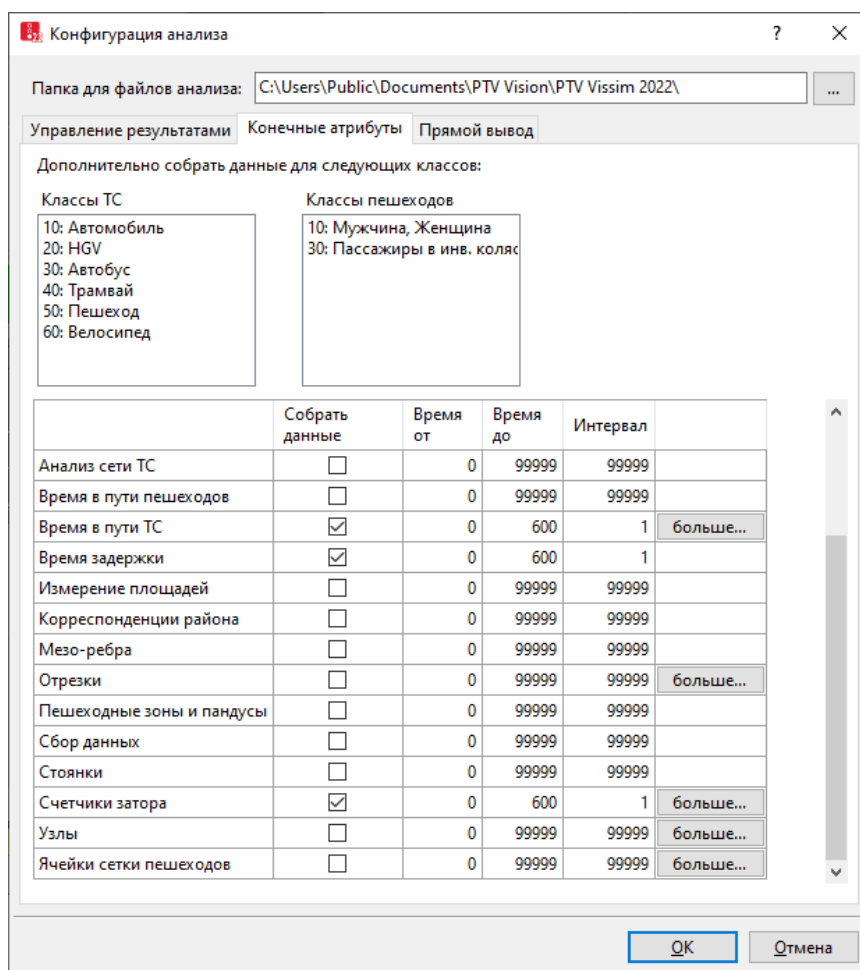 Конфигурация анализа ?
Папка для файлов анализа: C:\Users\Public\Documents\PTV Vision\PTV Vissim 2022\ ...
Управление результатами Конечные атрибуты Прямой вывод
Дополнительно собрать данные для следующих классов:
Классы ТС Классы пешеходов
10: Автомобиль 10: Мужчина, Женщина
20: HGV 30: Пассажиры в инв. коляс
30: Автобус
40: Трамвай
50: Пешеход
60: Велосипед
Собрать данные Время от Время до Интервал
Анализ сети ТС 0 99999 99999
Время в пути пешеходов 0 99999 99999
Время в пути ТС 0 600 1 больше...
Время задержки 0 600 1
Измерение площадей 0 99999 99999
Корреспонденции района 0 99999 99999
Мезо-ребра 0 99999 99999
Отрезки 0 99999 99999 больше...
Пешеходные зоны и пандусы 0 99999 99999
Сбор данных 0 99999 99999
Стоянки 0 99999 99999
Счетчики затора 0 600 1 больше...
Узлы 0 99999 99999 больше...
Ячейки сетки пешеходов 0 99999 99999 больше...
OK Отмена